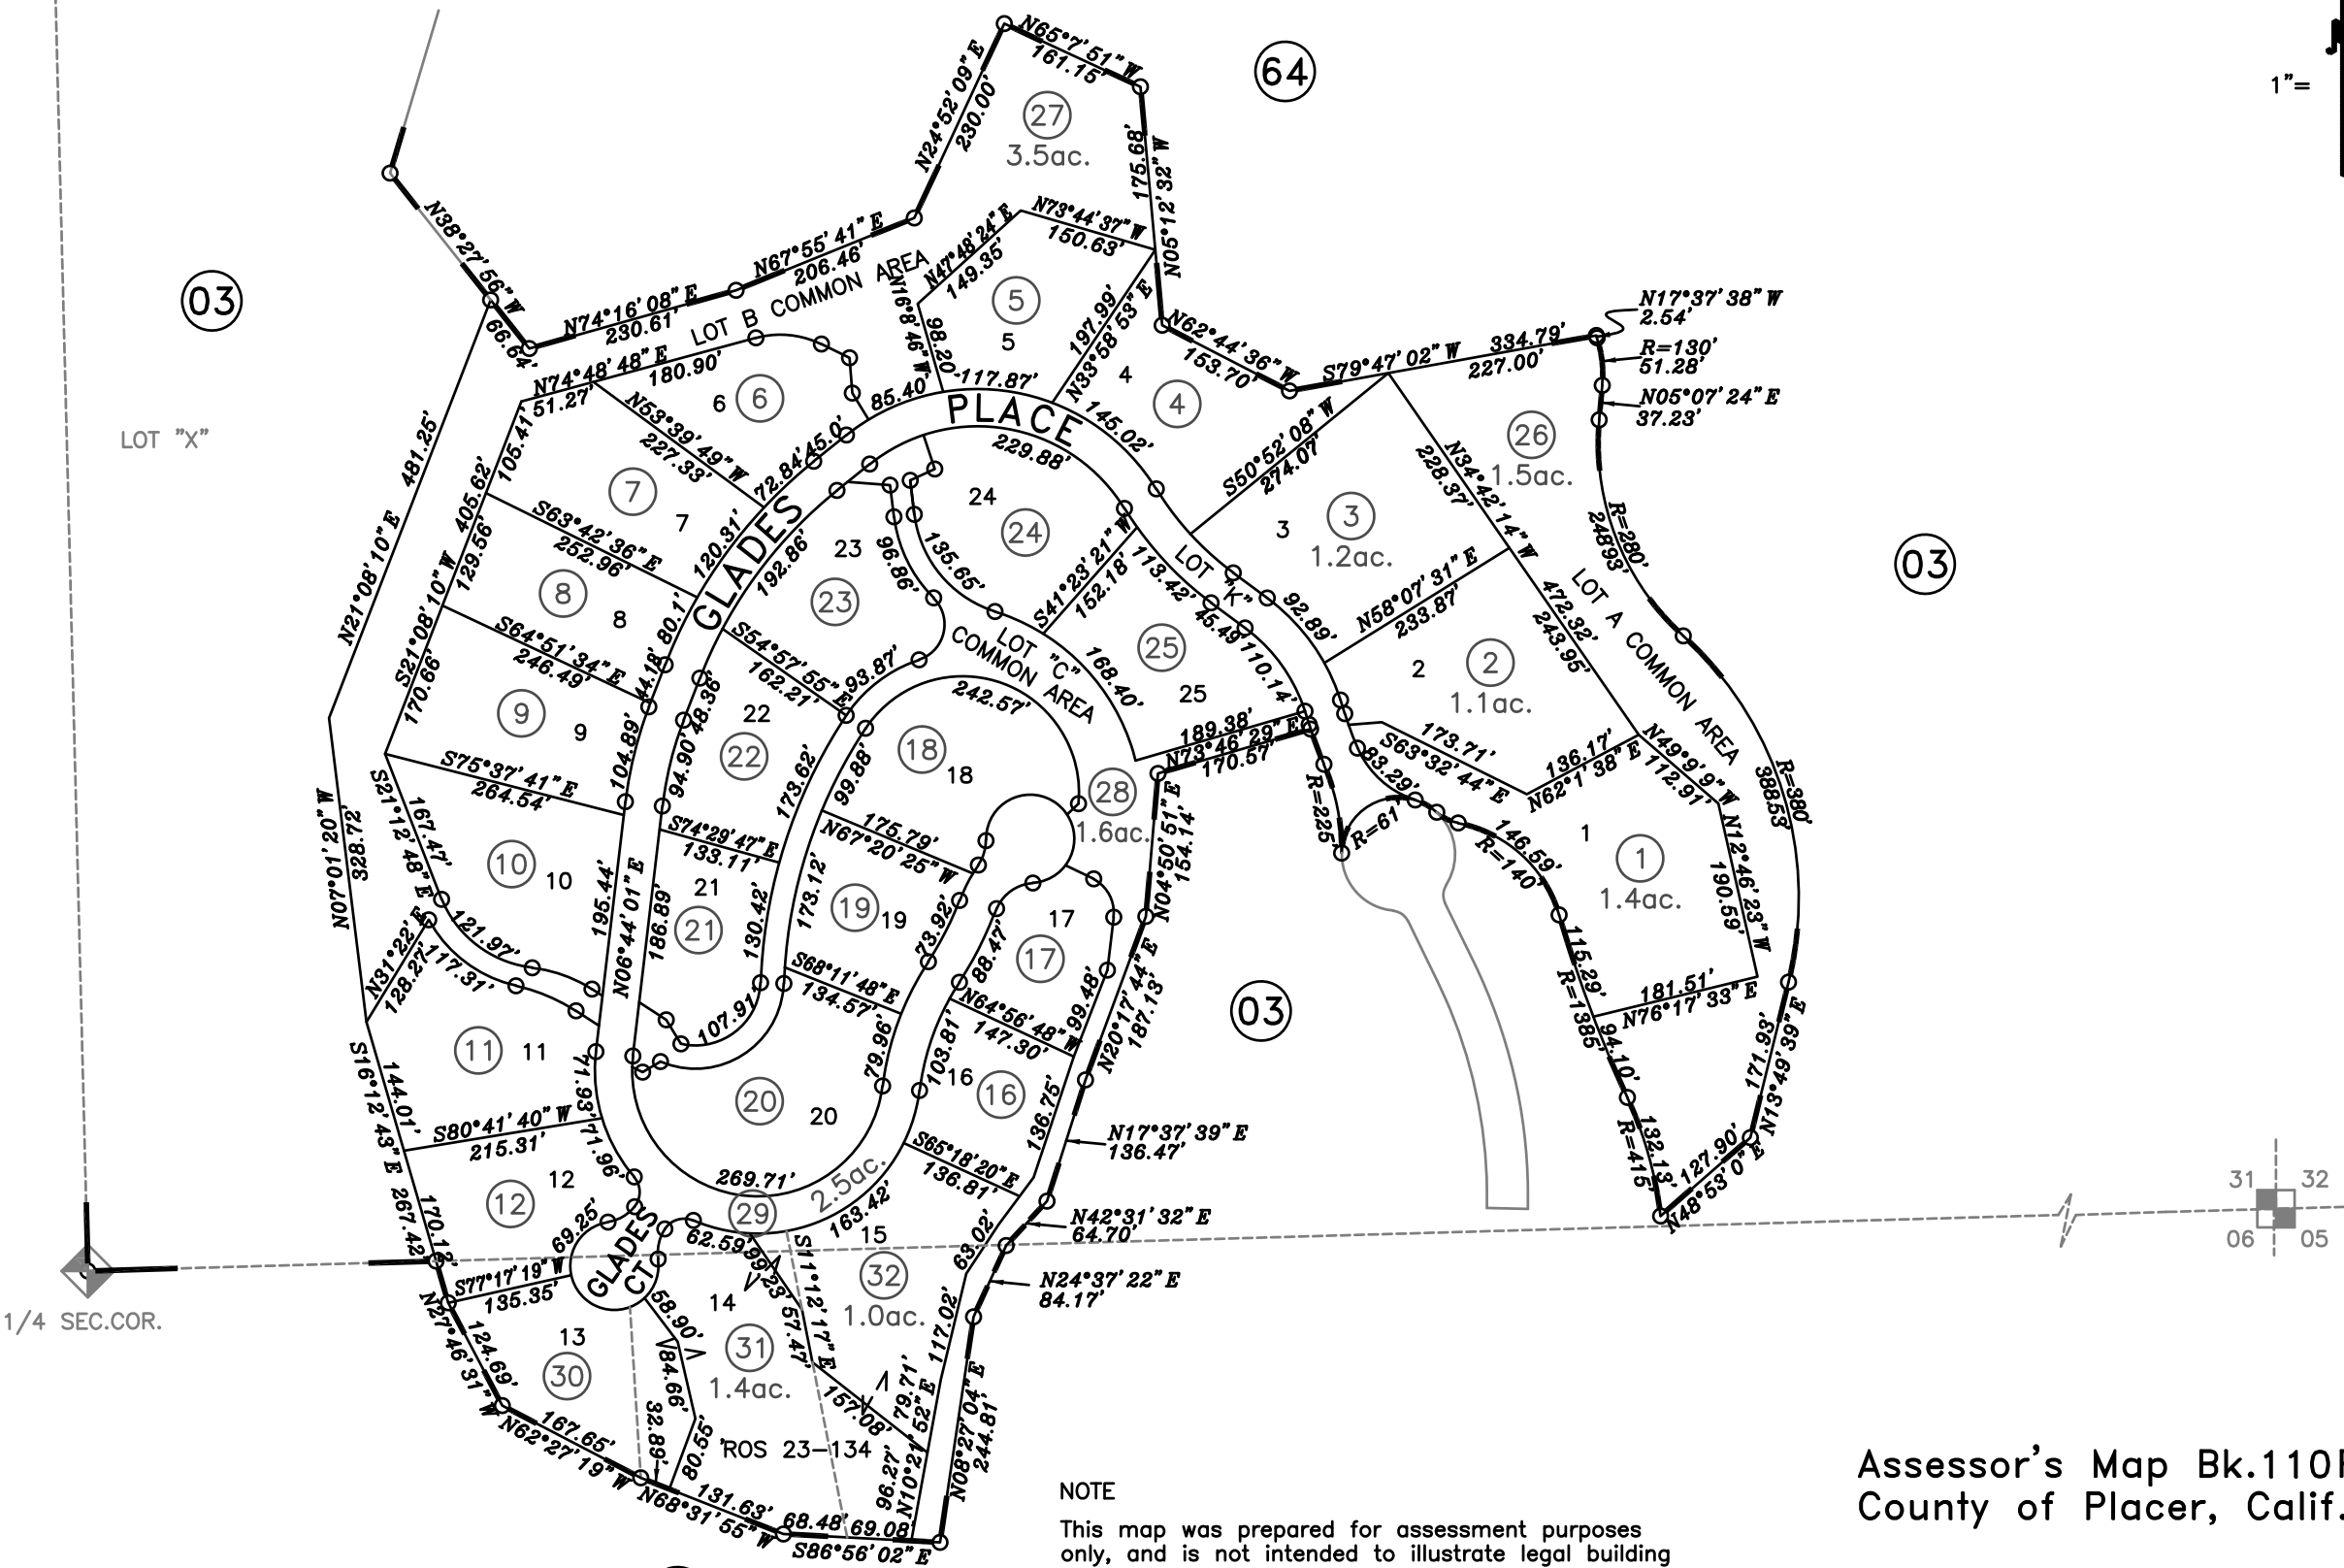 N65°7'51"W
161.15'
64
1"=
N24°52'09"E
230.00'
27
3.5ac.
175.68'
N05°12'32"W
N38°27'56"W
66.64'
N67°55'41"E
206.46'
N74°16'08"E
230.61'
LOT B COMMON AREA
N47°48'24"E
149.35'
N73°44'37"W
150.63'
N16°8'46"W
98.20'
5
5
197.99'
N33°58'53"E
N62°44'36"W
153.70'
4
4
S79°47'02"W
334.79'
227.00'
N17°37'38"W
2.54'
R=130'
51.28'
N05°07'24"E
37.23'
03
LOT "X"
N74°48'48"E
51.27'
180.90'
6
6
N53°39'49"W
227.33'
105.41'
85.40'
117.87'
PLACE
145.02'
229.88'
45.0'
72.84'
481.25'
N21°08'10"E
405.62'
S21°08'10"W
129.56'
170.66'
7
7
S63°42'36"E
252.96'
120.31'
GLADES
192.86'
8
8
S64°51'34"E
246.49'
80.1'
44.18'
9
9
S75°37'41"E
264.54'
104.89'
24
24
135.65'
96.86'
23
23
S41°23'21"W
152.18'
113.42'
45.49'
110.14'
LOT "K"
92.89'
S50°52'08"W
274.07'
3
3
1.2ac.
N58°07'31"E
233.87'
26
1.5ac.
N34°42'14"W
228.37'
472.32'
243.95'
R=280'
248.93'
LOT A COMMON AREA
03
2
2
1.1ac.
173.71'
S63°32'44"E
136.17'
N62°1'38"E
N49°9'9"W
112.91'
R=380'
388.53'
N12°46'23"W
190.59'
1
1
1.4ac.
181.51'
N76°17'33"E
83.29'
R=61'
146.59'
R=140'
115.29'
R=1385'
94.10'
132.13'
R=415'
171.93'
N13°49'39"E
127.90'
N48°53'0"E
25
25
168.40'
LOT "C"
COMMON AREA
189.38'
N73°46'29"E
170.57'
R=225'
S54°57'55"E
162.21'
93.87'
242.57'
22
22
48.36'
94.90'
173.62'
99.88'
18
18
28
1.6ac.
N04°50'51"E
154.14'
S74°29'47"E
133.11'
175.79'
N67°20'25"W
21
21
19
19
73.92'
173.12'
130.42'
195.44'
N06°44'01"E
186.89'
107.91'
S68°11'48"E
134.57'
17
17
88.47'
99.48'
N64°56'48"W
147.30'
N20°17'44"E
187.13'
03
N07°01'20"W
328.72'
S21°12'48"E
167.47'
10
10
121.97'
117.31'
N31°22'E
128.27'
11
11
S16°12'43"E
144.01'
267.42'
170.12'
71.93'
71.96'
S80°41'40"W
215.31'
12
12
20
20
79.96'
103.81'
16
16
136.75'
S65°18'20"E
136.81'
N17°37'39"E
136.47'
269.71'
2.5ac.
163.42'
29
N42°31'32"E
64.70'
63.02'
15
32
1.0ac.
N24°37'22"E
84.17'
69.25'
GLADES
CT.
62.59'
99.23'
57.47'
S11°12'17"E
S77°17'19"W
135.35'
N27°46'31"W
124.69'
13
30
58.90'
84.66'
14
31
1.4ac.
157.08'
117.02'
79.71'
N10°21'52"E
96.27'
N08°27'04"E
244.81'
167.65'
N62°27'19"W
32.89'
80.55'
ROS 23-134
131.63'
N68°31'55"W
68.48'
69.08'
S86°56'02"E
1/4 SEC.COR.
31 32
06 05
NOTE
This map was prepared for assessment purposes
only, and is not intended to illustrate legal building
Assessor's Map Bk.110
County of Placer, Calif.